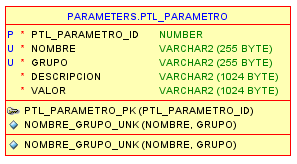 PARAMETERS.PTL_PARAMETRO
P * PTL_PARAMETRO_ID NUMBER
U * NOMBRE VARCHAR2 (255 BYTE)
U * GRUPO VARCHAR2 (255 BYTE)
* DESCRIPCION VARCHAR2 (1024 BYTE)
* VALOR VARCHAR2 (1024 BYTE)
PTL_PARAMETRO_PK (PTL_PARAMETRO_ID)
NOMBRE_GRUPO_UNK (NOMBRE, GRUPO)
NOMBRE_GRUPO_UNK (NOMBRE, GRUPO)